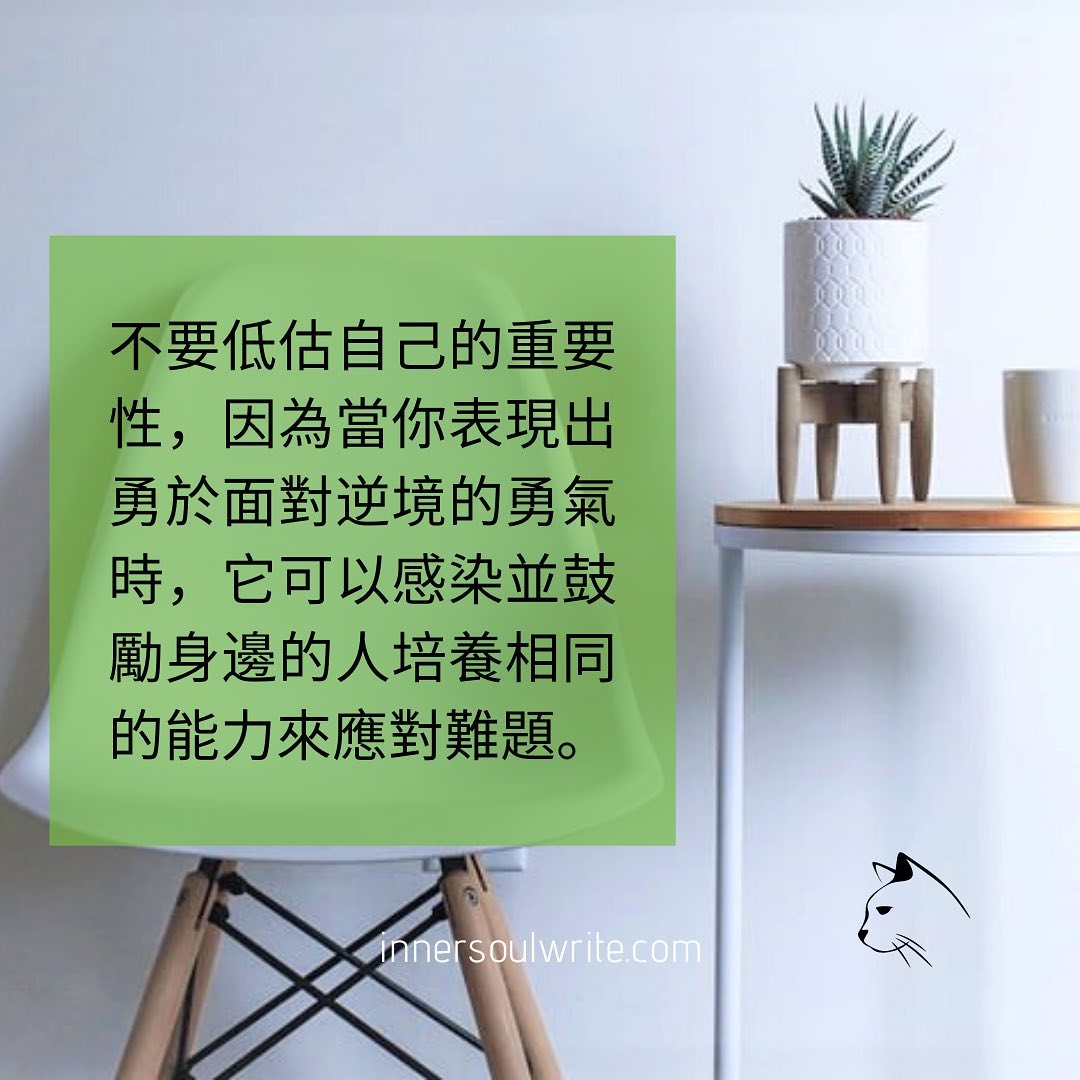 不要低估自己的重要
性，因為當你表現出
勇於面對逆境的勇氣
時，它可以感染並鼓
勵身邊的人培養相同
的能力來應對難題。
innersoulwrite.com